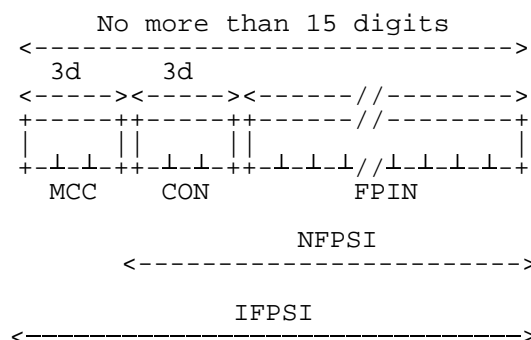 No more than 15 digits
3d 3d
MCC CON FPIN
NFPSI
IFPSI